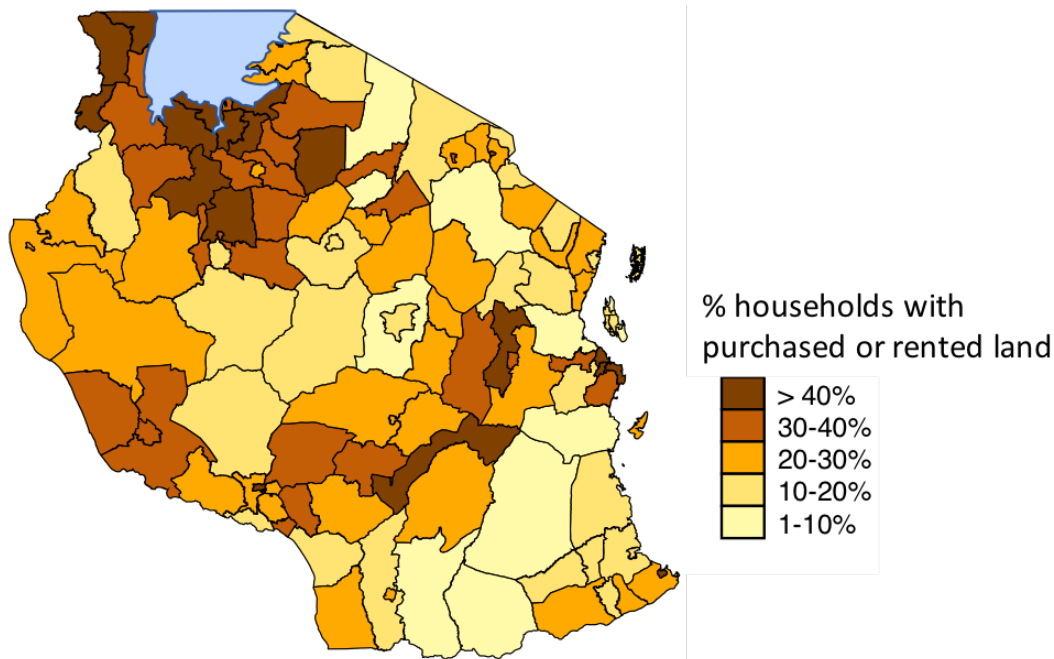 % households with
purchased or rented land
> 40%
30-40%
20-30%
10-20%
1-10%